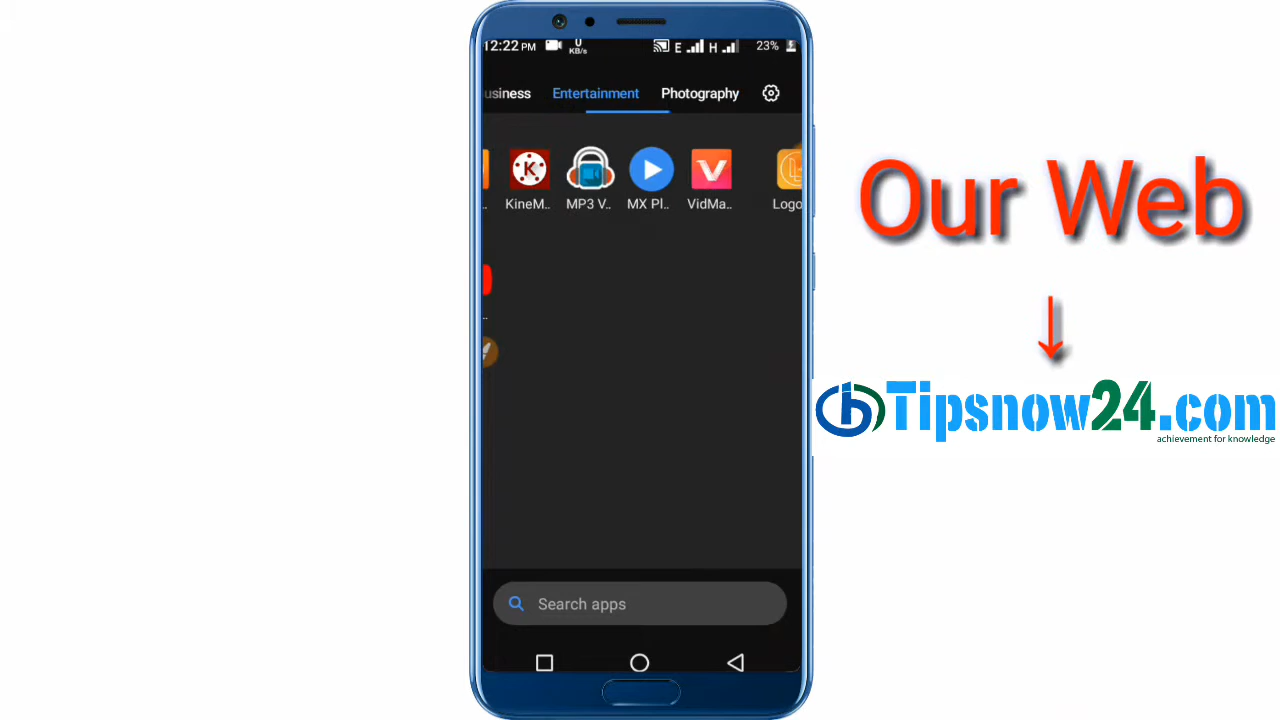 12:22 PM KB/s E H 23%
usiness Entertainment Photography
KineM.. MP3 V.. MX Pl.. VidMa.. Logo
..
Search apps
Our Web
↓
Tipsnow24.com
achievement for knowledge